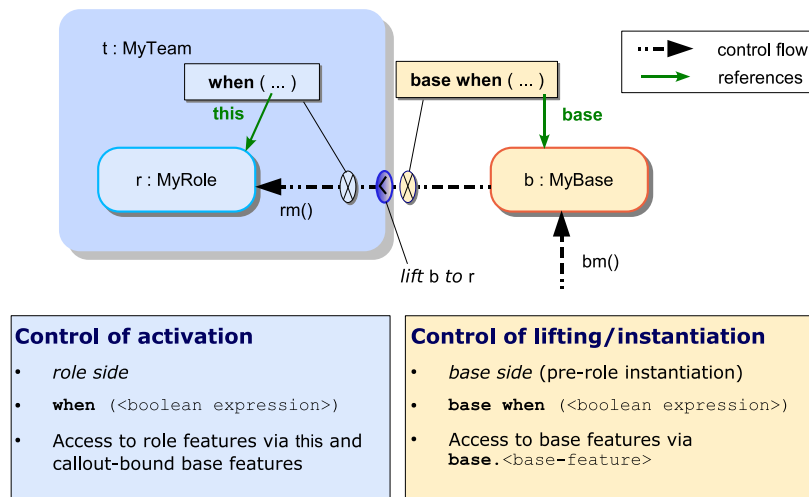 t : MyTeam
when ( ... )
base when ( ... )
control flow
references
this
base
r : MyRole
b : MyBase
rm()
bm()
lift b to r
Control of activation
• role side
• when (<boolean expression>)
• Access to role features via this and
callout-bound base features
Control of lifting/instantiation
• base side (pre-role instantiation)
• base when (<boolean expression>)
• Access to base features via
base.<base-feature>